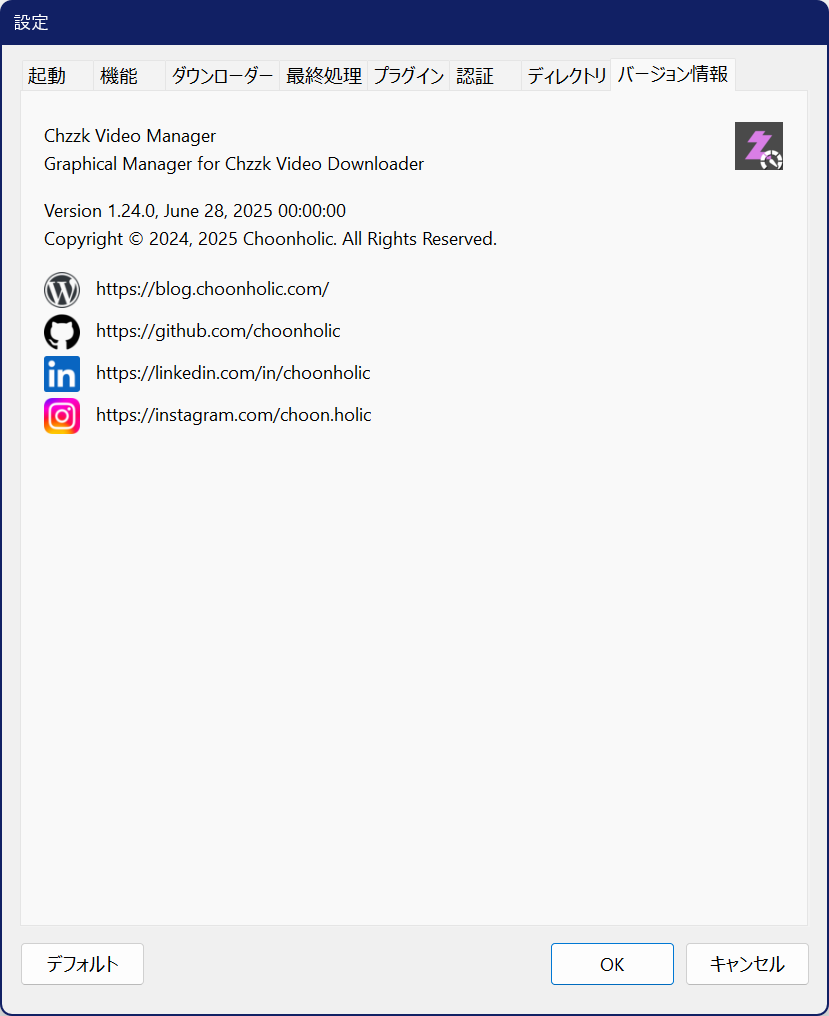 設定
起動 機能 ダウンローダー 最終処理 プラグイン 認証 ディレクトリ バージョン情報
Chzzk Video Manager
Graphical Manager for Chzzk Video Downloader
Version 1.24.0, June 28, 2025 00:00:00
Copyright © 2024, 2025 Choonholic. All Rights Reserved.
https://blog.choonholic.com/
https://github.com/choonholic
https://linkedin.com/in/choonholic
https://instagram.com/choon.holic
デフォルト OK キャンセル